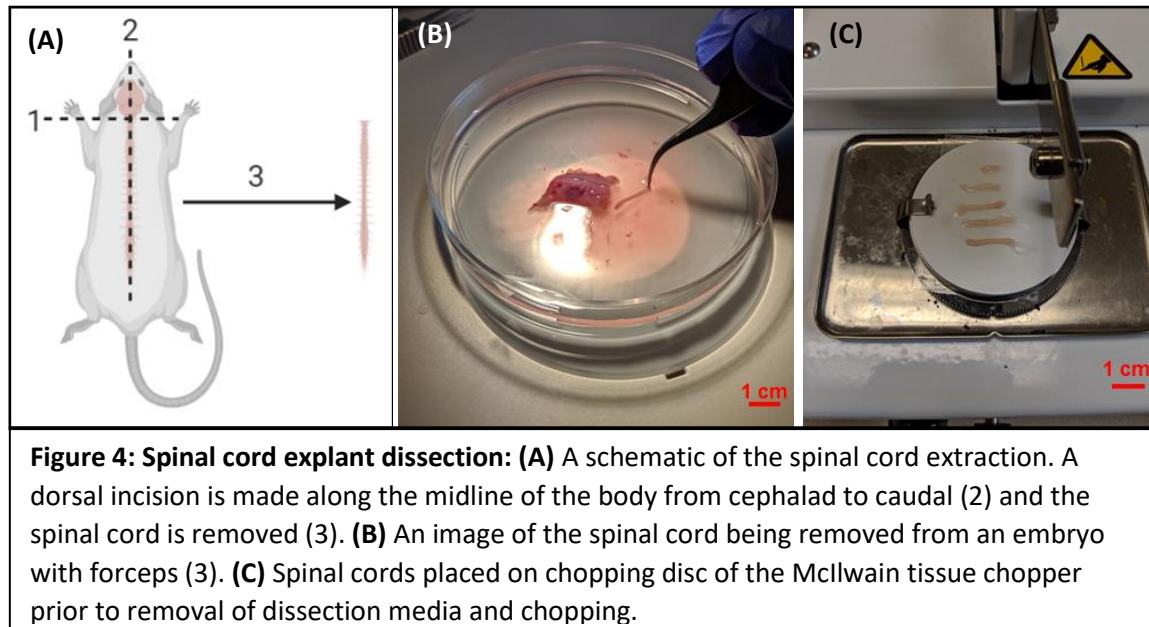 (A)
2
1
3
(B)
1 cm
(C)
1 cm
Figure 4: Spinal cord explant dissection: (A) A schematic of the spinal cord extraction. A
dorsal incision is made along the midline of the body from cephalad to caudal (2) and the
spinal cord is removed (3). (B) An image of the spinal cord being removed from an embryo
with forceps (3). (C) Spinal cords placed on chopping disc of the McIlwain tissue chopper
prior to removal of dissection media and chopping.